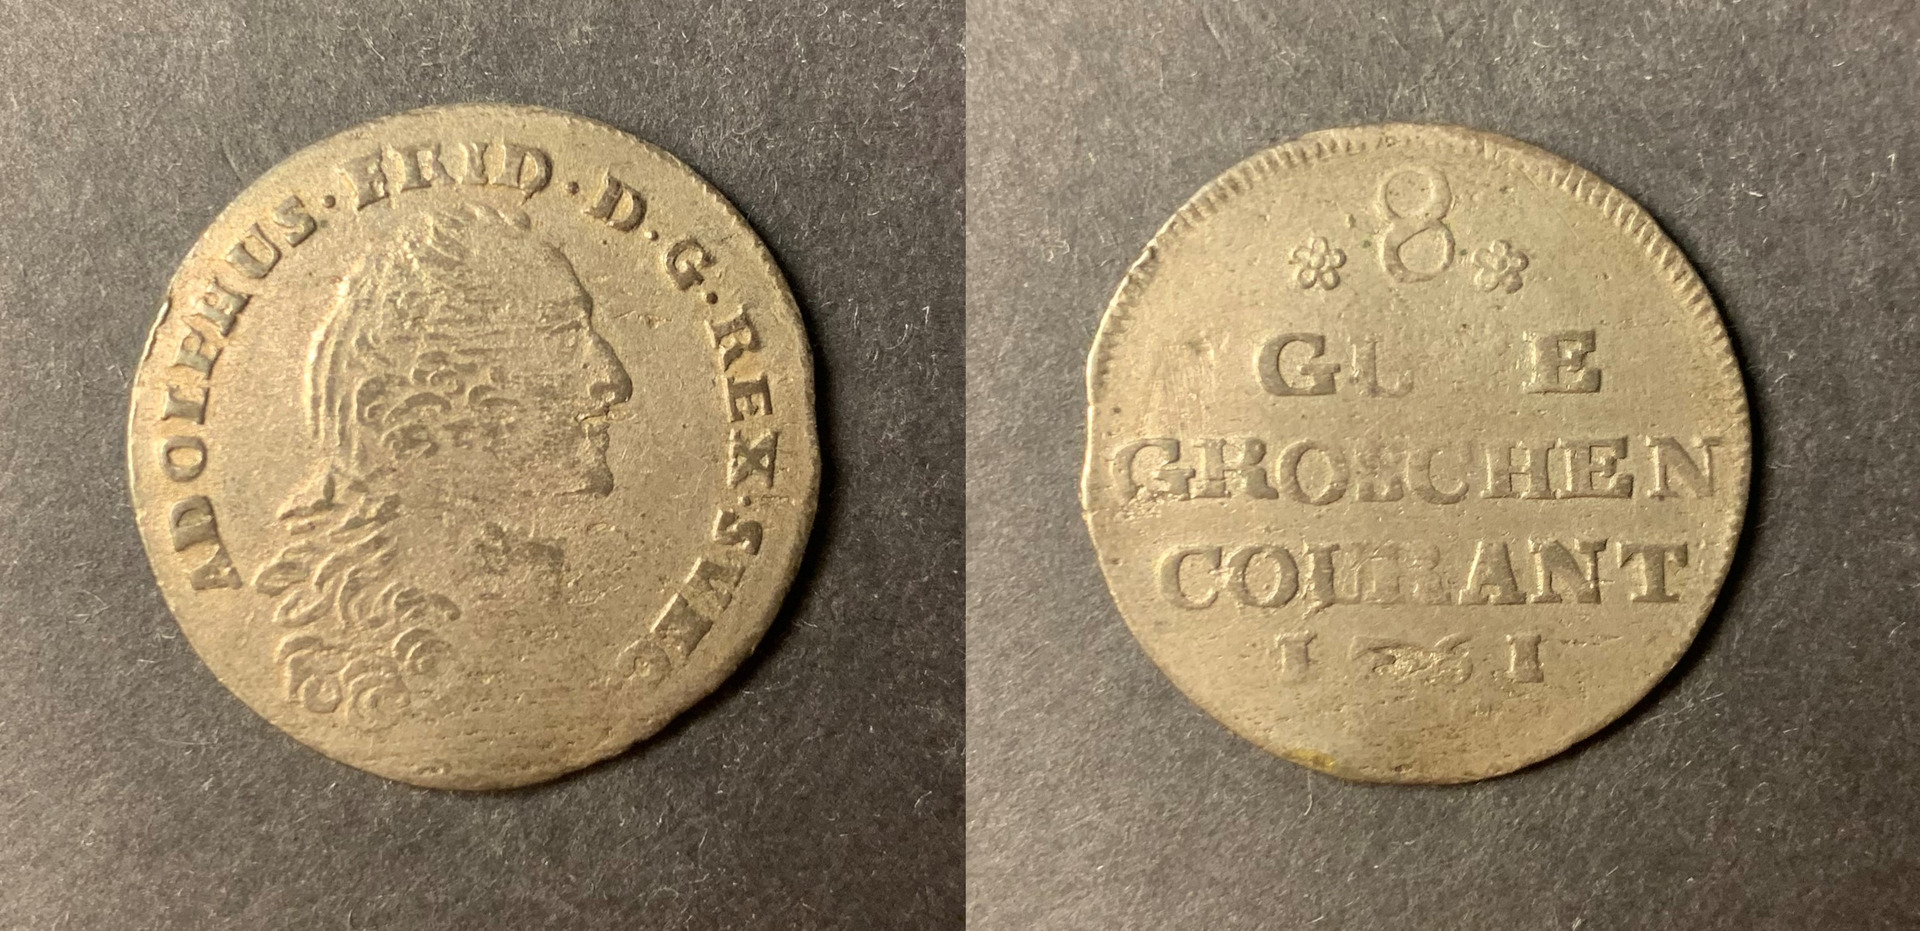 ADOLPHUS · FRID · D · G · REX · SVEC
8
GROSCHEN
COURANT